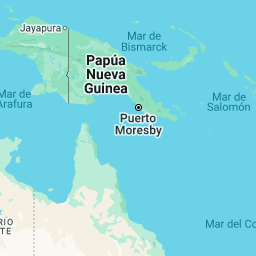 Jayapura
Mar de
Bismarck
Papúa
Nueva
Guinea
Mar de
Arafura
Mar de
Salomón
Puerto
Moresby
Mar del Co
RIO
TE